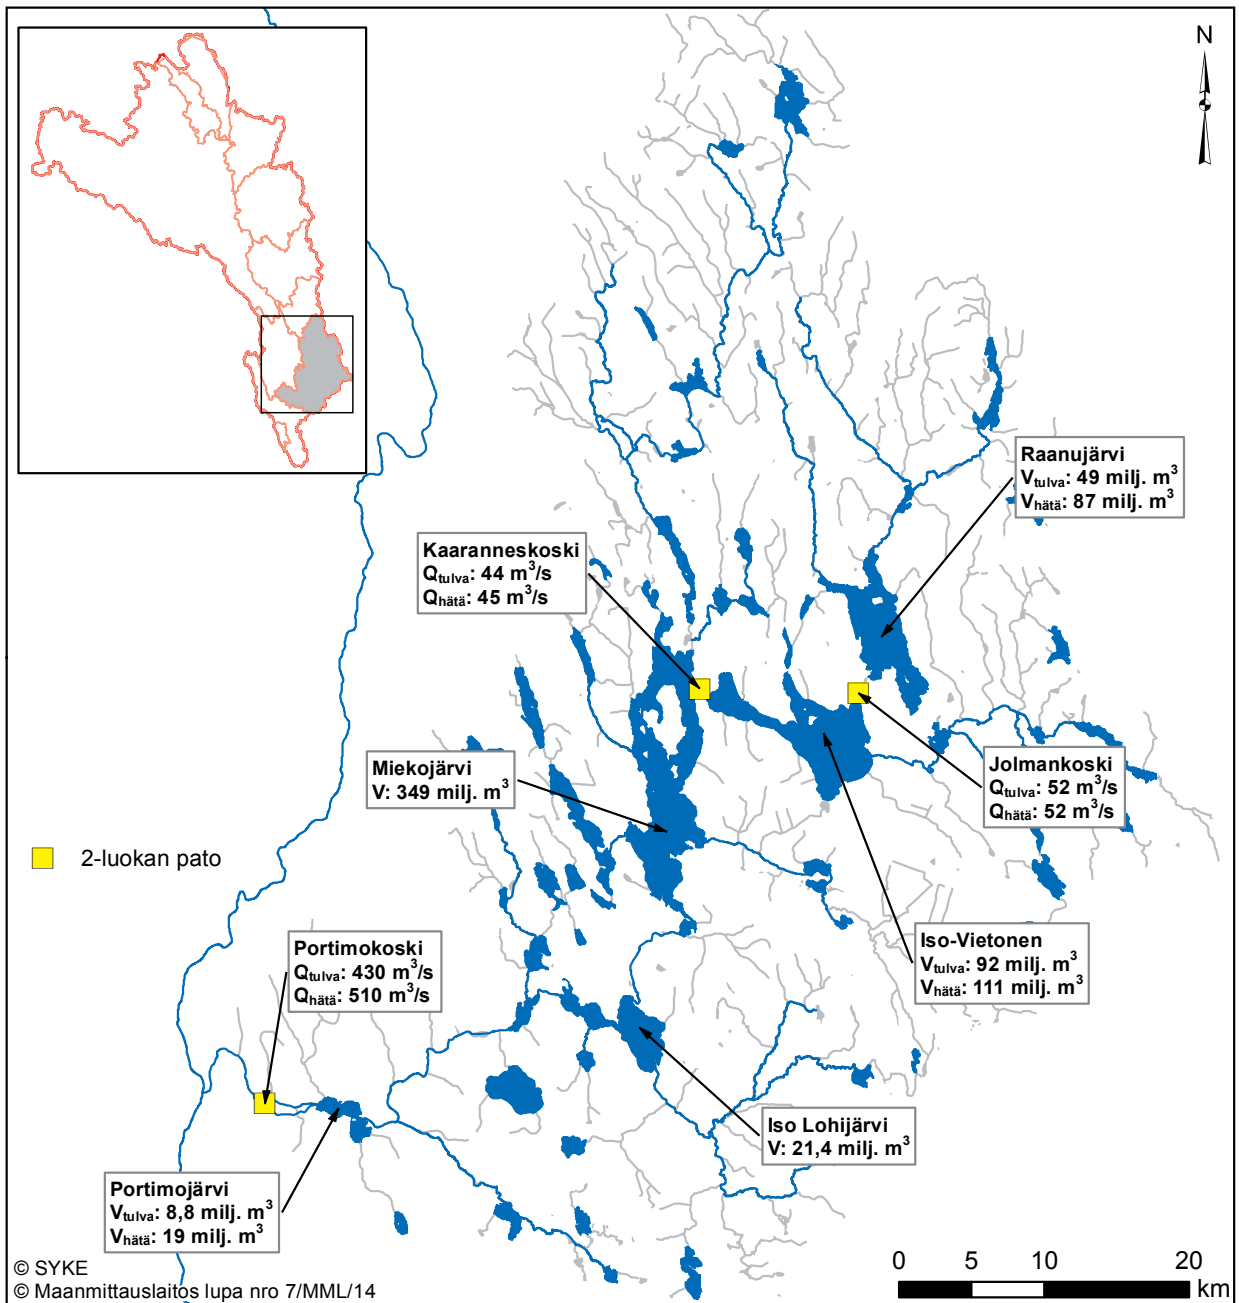 N
Raanujärvi
Vtulva: 49 milj. m³
Vhätä: 87 milj. m³
Kaaranneskoski
Qtulva: 44 m³/s
Qhätä: 45 m³/s
Miekojärvi
V: 349 milj. m³
Jolmankoski
Qtulva: 52 m³/s
Qhätä: 52 m³/s
2-luokan pato
Portimokoski
Qtulva: 430 m³/s
Qhätä: 510 m³/s
Iso-Vietonen
Vtulva: 92 milj. m³
Vhätä: 111 milj. m³
Iso Lohijärvi
V: 21,4 milj. m³
Portimojärvi
Vtulva: 8,8 milj. m³
Vhätä: 19 milj. m³
© SYKE
© Maanmittauslaitos lupa nro 7/MML/14
0 5 10 20
km